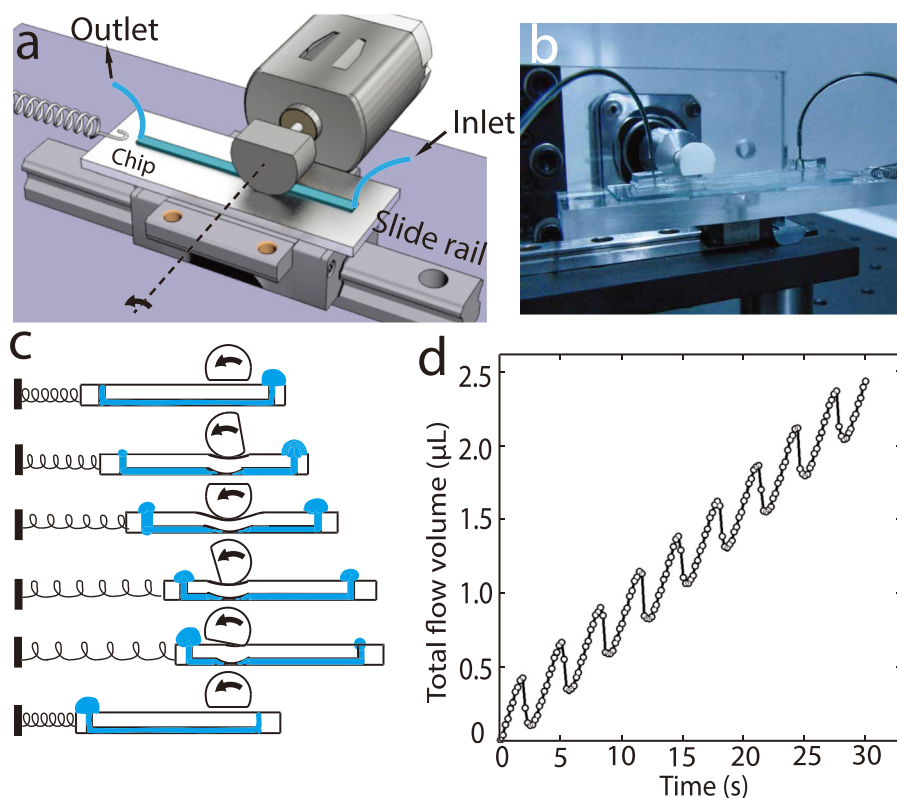 a
Outlet
Inlet
Chip
Slide rail
b
c
d
Total flow volume (μL)
2.5
2.0
1.5
1.0
0.5
0
0 5 10 15 20 25 30
Time (s)